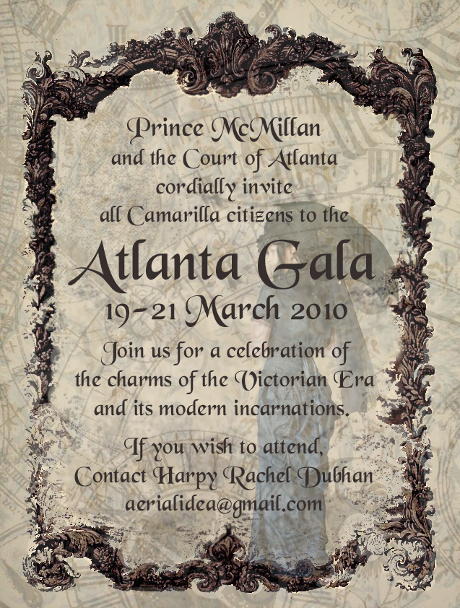 Prince McMillan
and the Court of Atlanta
cordially invite
all Camarilla citizens to the
Atlanta Gala
19-21 March 2010
Join us for a celebration of
the charms of the Victorian Era
and its modern incarnations.
If you wish to attend,
Contact Harpy Rachel Dubhan
aerialidea@gmail.com